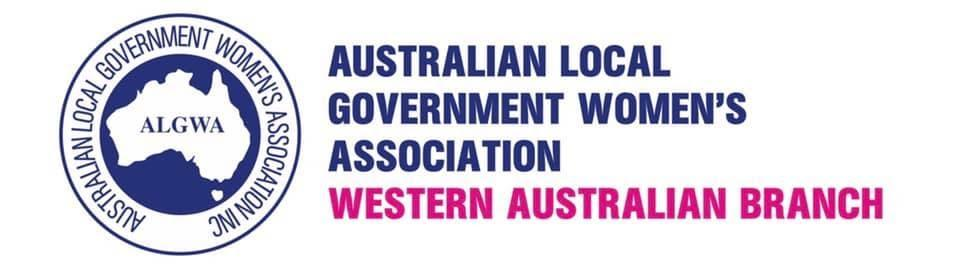 AUSTRALIAN LOCAL GOVERNMENT WOMEN'S ASSOCIATION INC
ALGWA
AUSTRALIAN LOCAL
GOVERNMENT WOMEN'S
ASSOCIATION
WESTERN AUSTRALIAN BRANCH